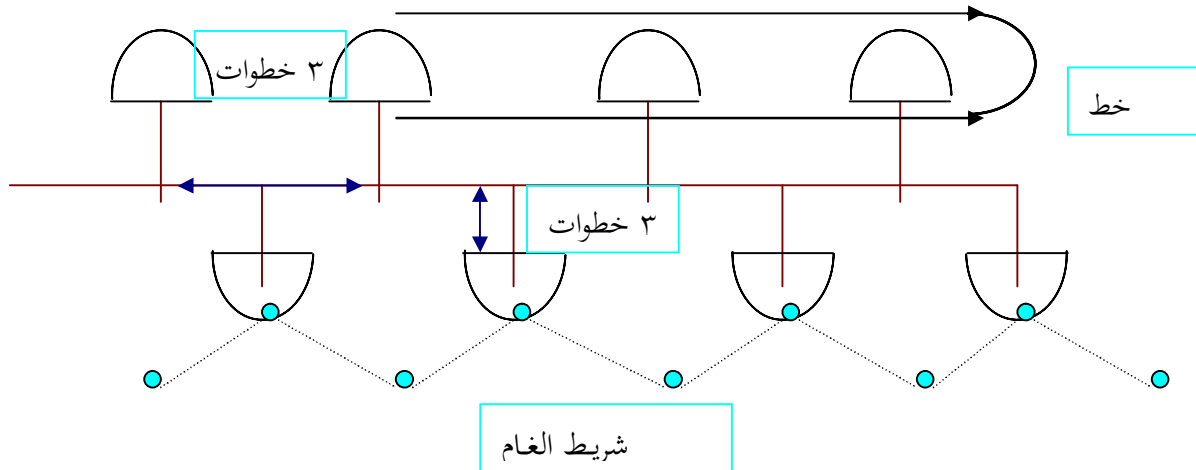 ٣ خطوات
خط
٣ خطوات
شريط الغام